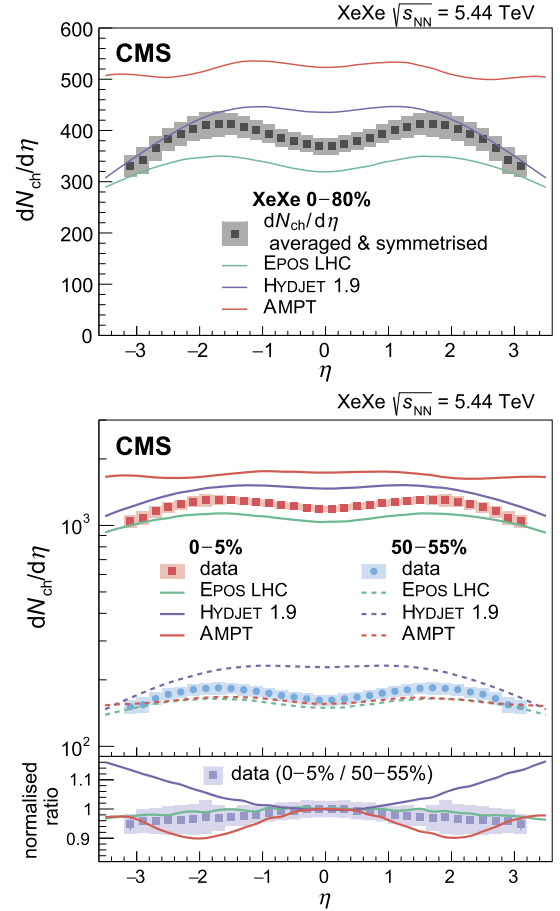 XeXe √sNN = 5.44 TeV
CMS
600
500
400
300
200
100
0
dNch/dη
XeXe 0−80%
dNch/dη
averaged & symmetrised
EPOS LHC
HYDJET 1.9
AMPT
−3 −2 −1 0 1 2 3
η
XeXe √sNN = 5.44 TeV
CMS
10³
10²
dNch/dη
0−5% 50−55%
data data
EPOS LHC EPOS LHC
HYDJET 1.9 HYDJET 1.9
AMPT AMPT
1.1
1
0.9
normalised
ratio
data (0−5% / 50−55%)
−3 −2 −1 0 1 2 3
η